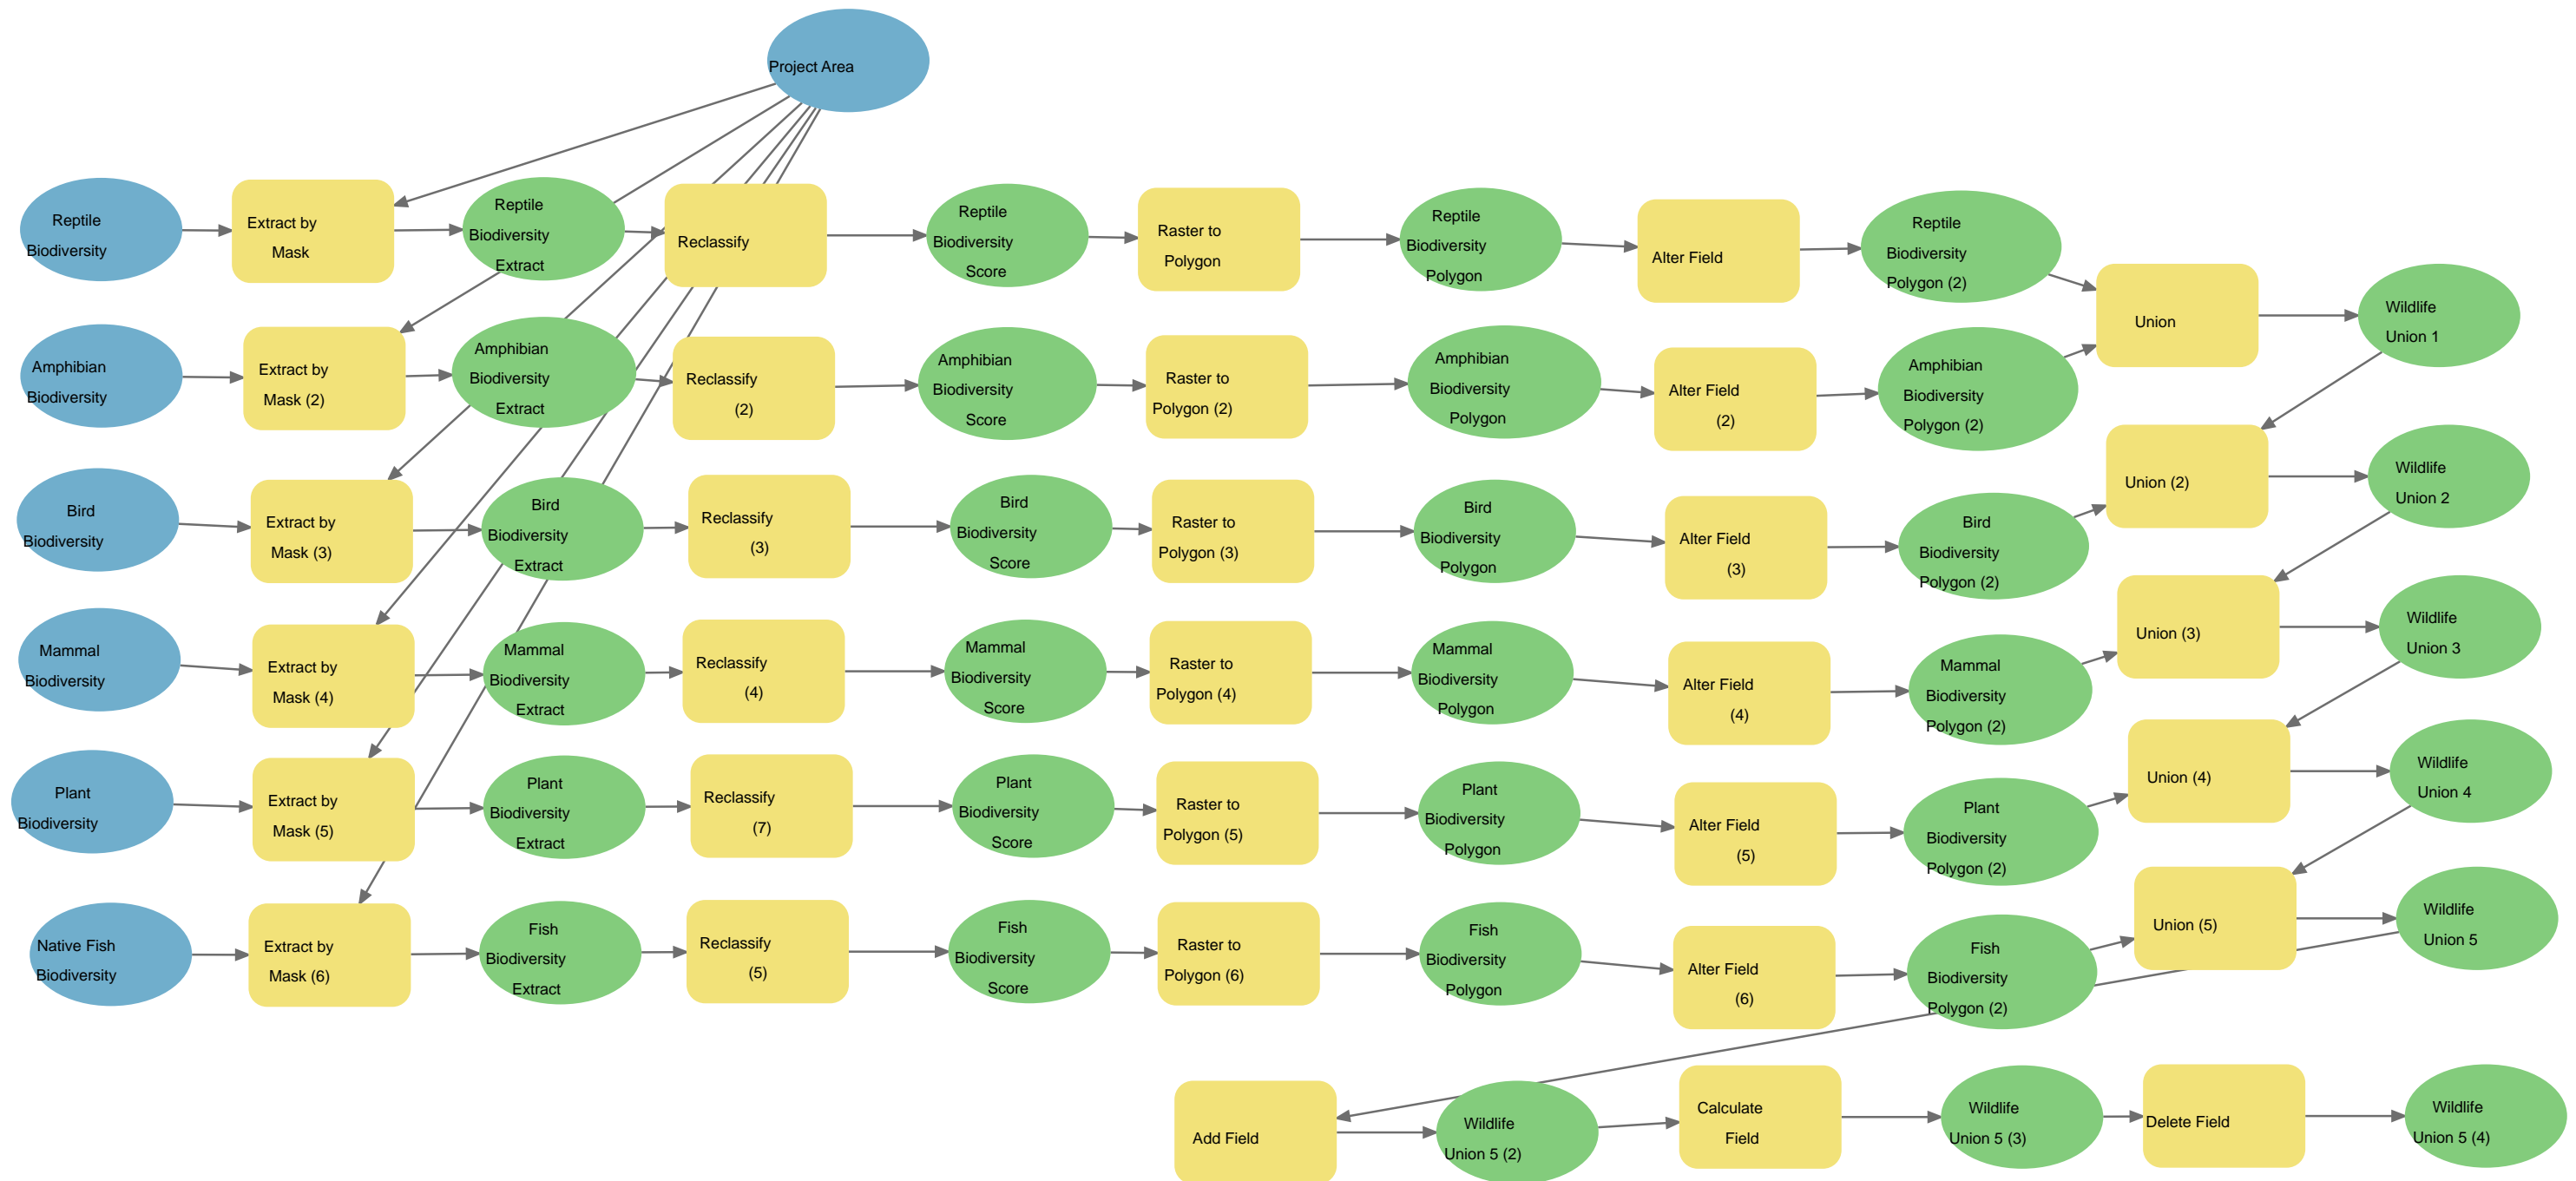 Project Area
Reptile
Biodiversity
Extract by
Mask
Reptile
Biodiversity
Extract
Reclassify
Reptile
Biodiversity
Score
Raster to
Polygon
Reptile
Biodiversity
Polygon
Alter Field
Reptile
Biodiversity
Polygon (2)
Union
Wildlife
Union 1
Amphibian
Biodiversity
Extract by
Mask (2)
Amphibian
Biodiversity
Extract
Reclassify
(2)
Amphibian
Biodiversity
Score
Raster to
Polygon (2)
Amphibian
Biodiversity
Polygon
Alter Field
(2)
Amphibian
Biodiversity
Polygon (2)
Union (2)
Wildlife
Union 2
Bird
Biodiversity
Extract by
Mask (3)
Bird
Biodiversity
Extract
Reclassify
(3)
Bird
Biodiversity
Score
Raster to
Polygon (3)
Bird
Biodiversity
Polygon
Alter Field
(3)
Bird
Biodiversity
Polygon (2)
Union (3)
Wildlife
Union 3
Mammal
Biodiversity
Extract by
Mask (4)
Mammal
Biodiversity
Extract
Reclassify
(4)
Mammal
Biodiversity
Score
Raster to
Polygon (4)
Mammal
Biodiversity
Polygon
Alter Field
(4)
Mammal
Biodiversity
Polygon (2)
Union (4)
Wildlife
Union 4
Plant
Biodiversity
Extract by
Mask (5)
Plant
Biodiversity
Extract
Reclassify
(7)
Plant
Biodiversity
Score
Raster to
Polygon (5)
Plant
Biodiversity
Polygon
Alter Field
(5)
Plant
Biodiversity
Polygon (2)
Union (5)
Wildlife
Union 5
Native Fish
Biodiversity
Extract by
Mask (6)
Fish
Biodiversity
Extract
Reclassify
(5)
Fish
Biodiversity
Score
Raster to
Polygon (6)
Fish
Biodiversity
Polygon
Alter Field
(6)
Fish
Biodiversity
Polygon (2)
Add Field
Wildlife
Union 5 (2)
Calculate
Field
Wildlife
Union 5 (3)
Delete Field
Wildlife
Union 5 (4)